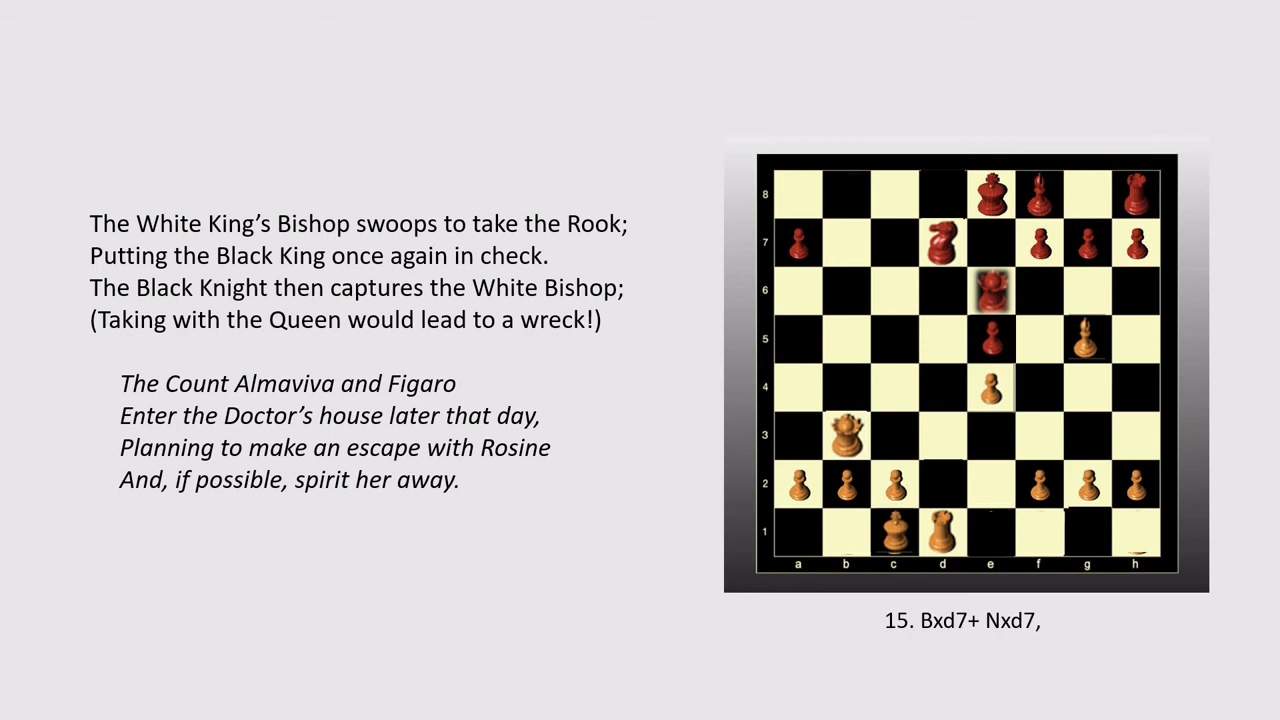 The White King’s Bishop swoops to take the Rook;
Putting the Black King once again in check.
The Black Knight then captures the White Bishop;
(Taking with the Queen would lead to a wreck!)
The Count Almaviva and Figaro
Enter the Doctor’s house later that day,
Planning to make an escape with Rosine
And, if possible, spirit her away.
8
7
6
5
4
3
2
1
a b c d e f g h
15. Bxd7+ Nxd7,